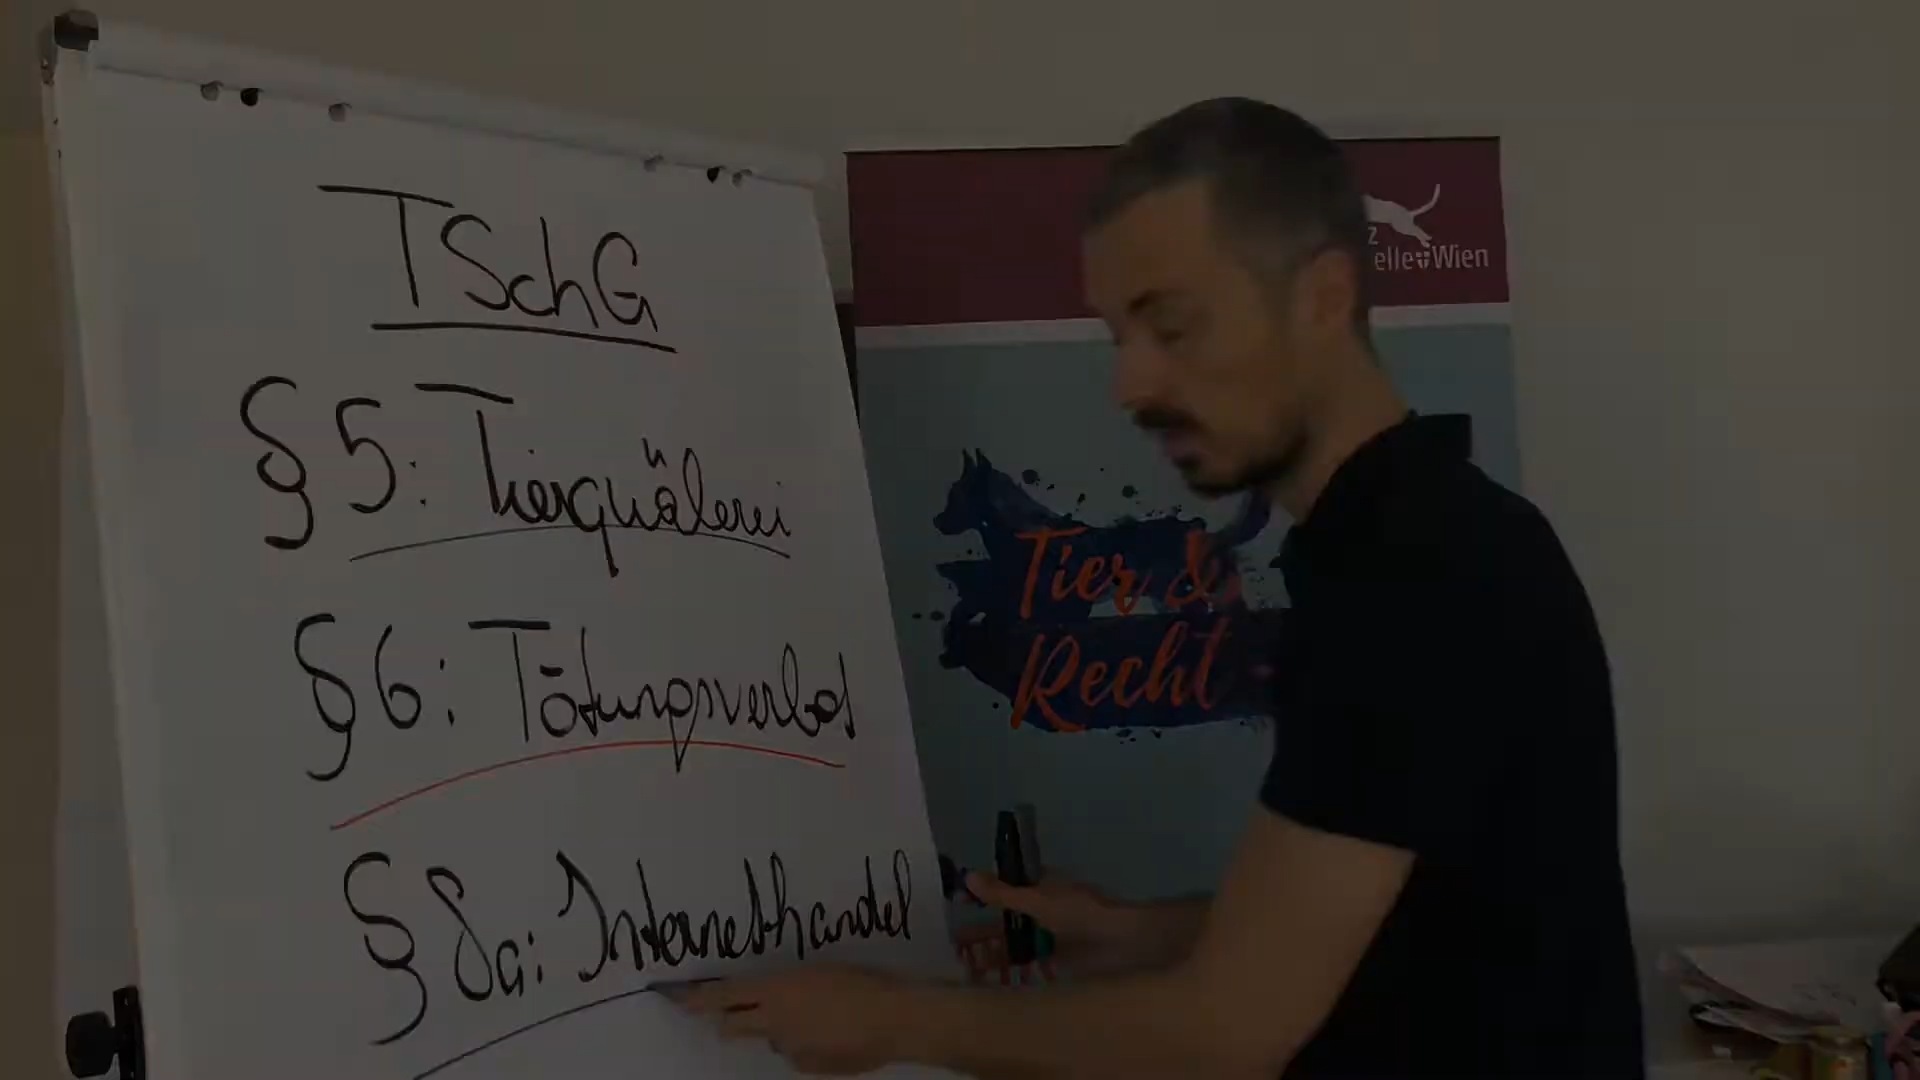 TSchG
§ 5: Tierquälerei
§ 6: Tötungsverbot
§ 8a: Internethandel
z
elle Wien
Tier &
Recht